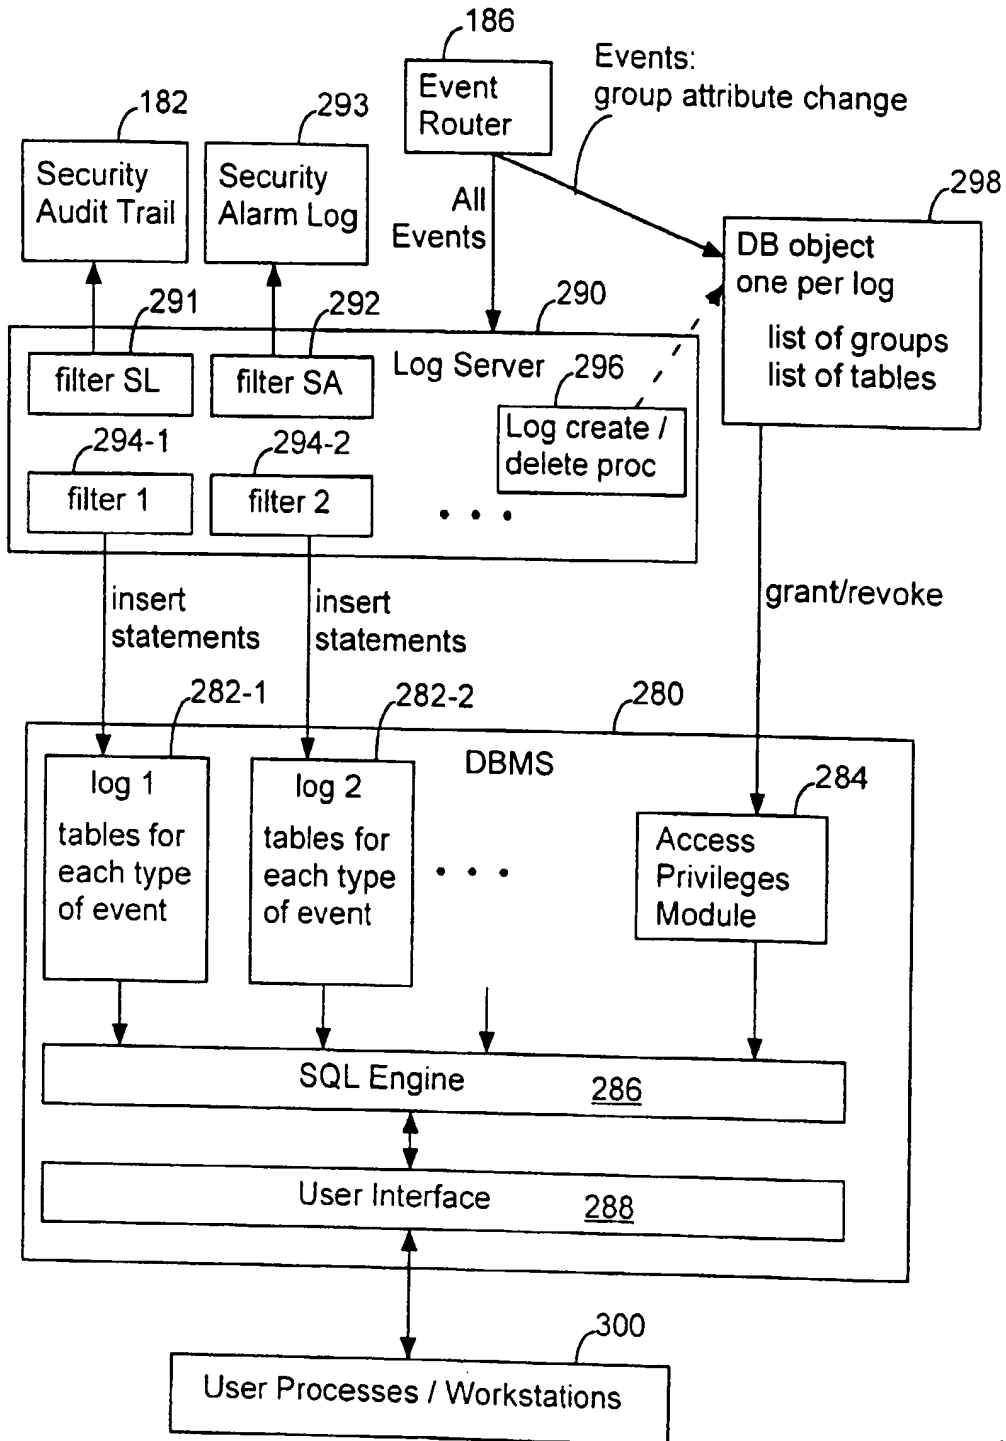 186
Event
Router
Events:
group attribute change
182
Security
Audit Trail
293
Security
Alarm Log
All
Events
298
DB object
one per log
list of groups
list of tables
290
Log Server
291
filter SL
292
filter SA
296
Log create /
delete proc
294-1
filter 1
294-2
filter 2
• • •
insert
statements
insert
statements
grant/revoke
280
DBMS
282-1
log 1
tables for
each type
of event
282-2
log 2
tables for
each type
of event
• • •
284
Access
Privileges
Module
SQL Engine 286
User Interface 288
300
User Processes / Workstations